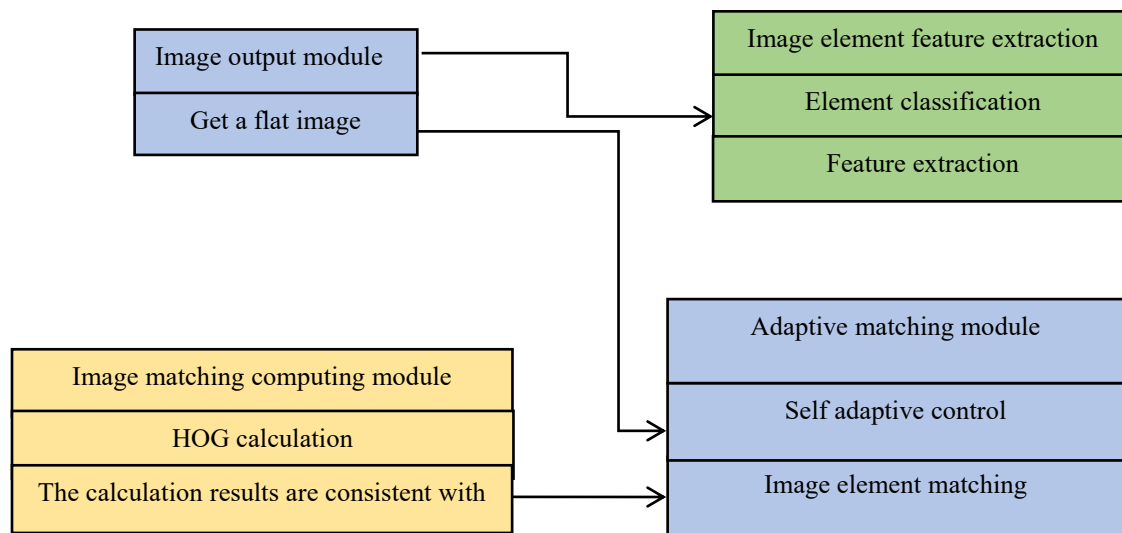 Image output module
Get a flat image
Image element feature extraction
Element classification
Feature extraction
Image matching computing module
HOG calculation
The calculation results are consistent with
Adaptive matching module
Self adaptive control
Image element matching